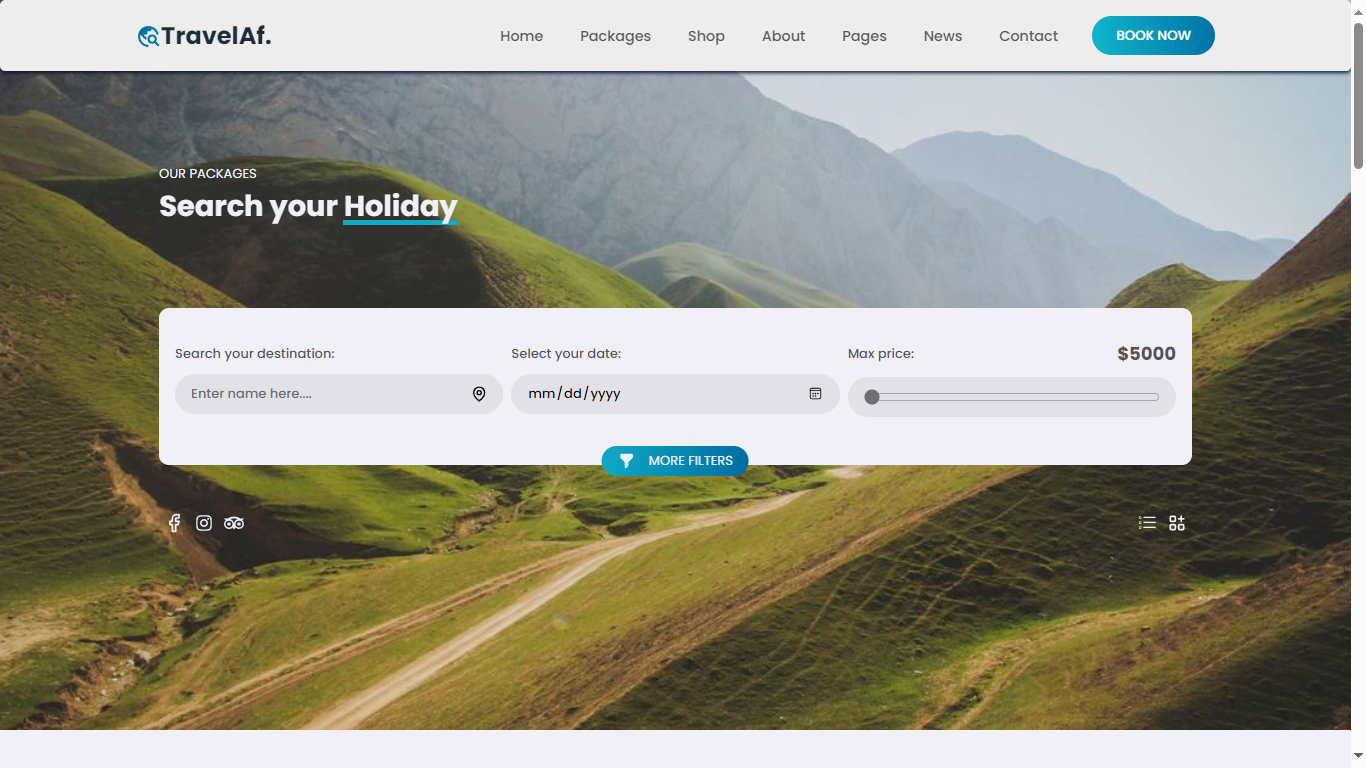 TravelAf.
Home Packages Shop About Pages News Contact BOOK NOW
OUR PACKAGES
Search your Holiday
Search your destination: Select your date: Max price: $5000
Enter name here.... mm/dd/yyyy
MORE FILTERS